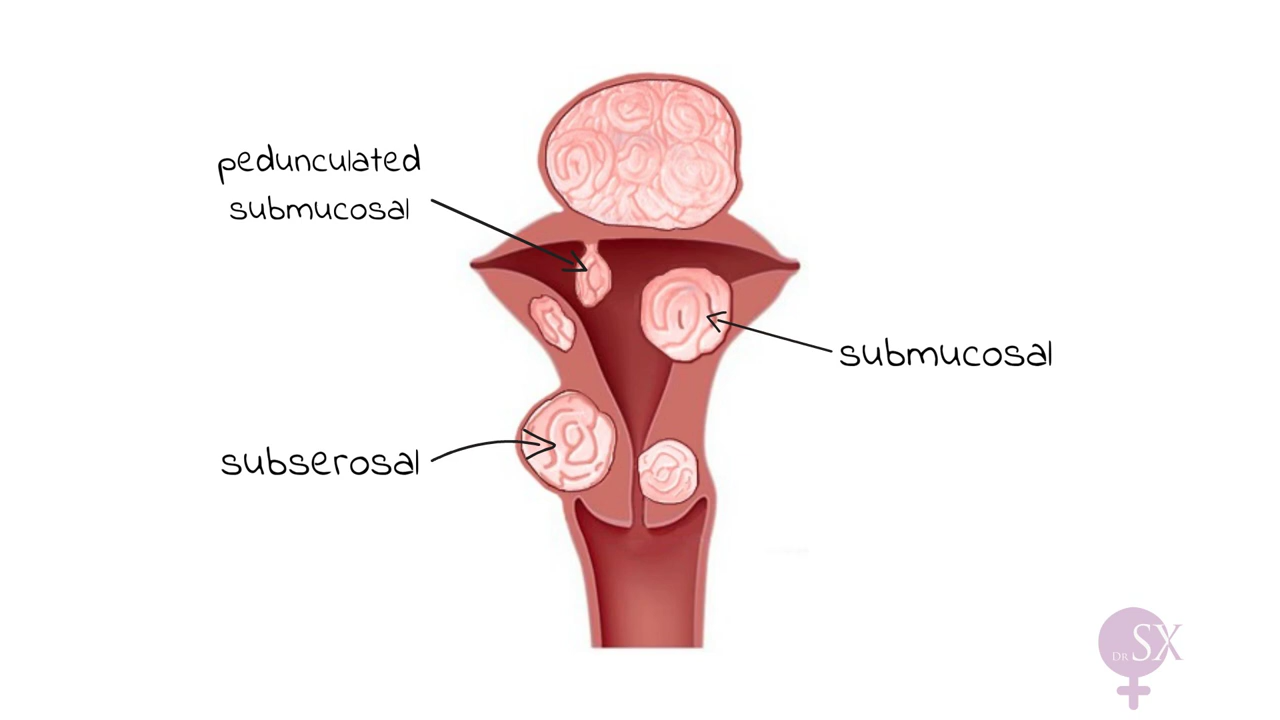 pedunculated
submucosal
submucosal
subserosal
DR SX